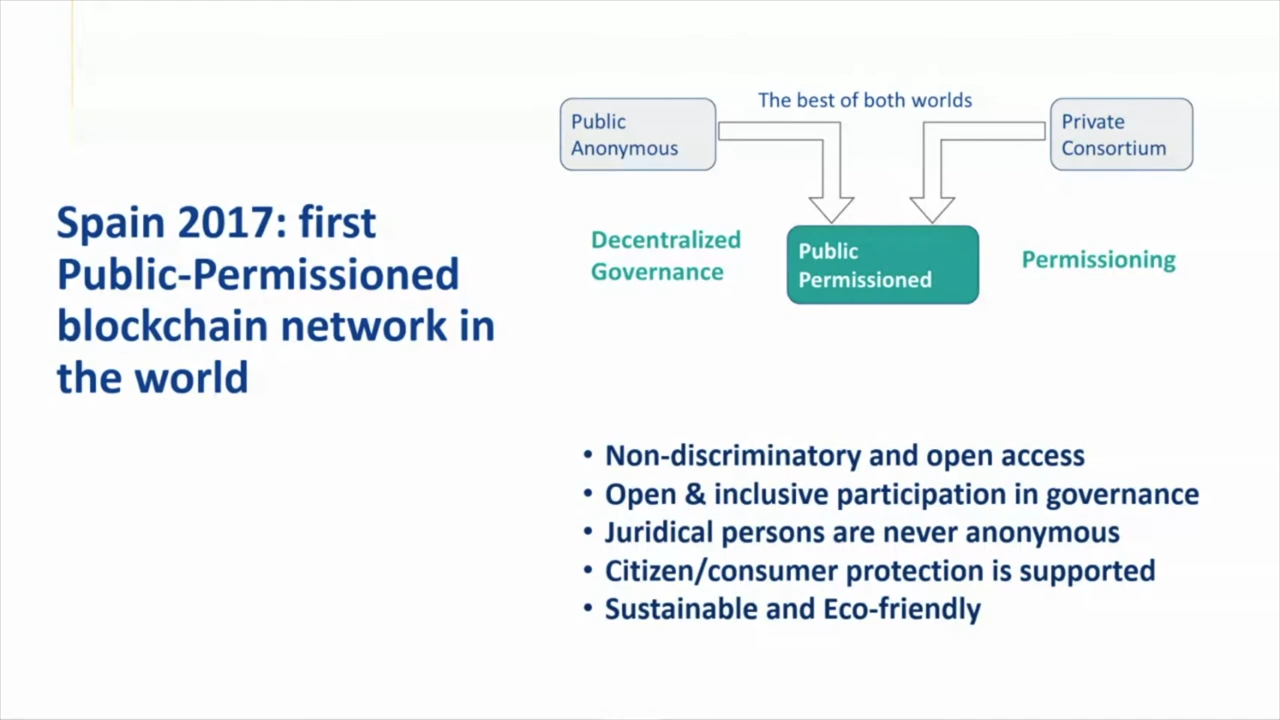 Spain 2017: first
Public-Permissioned
blockchain network in
the world
The best of both worlds
Public
Anonymous
Private
Consortium
Decentralized
Governance
Public
Permissioned
Permissioning
• Non-discriminatory and open access
• Open & inclusive participation in governance
• Juridical persons are never anonymous
• Citizen/consumer protection is supported
• Sustainable and Eco-friendly